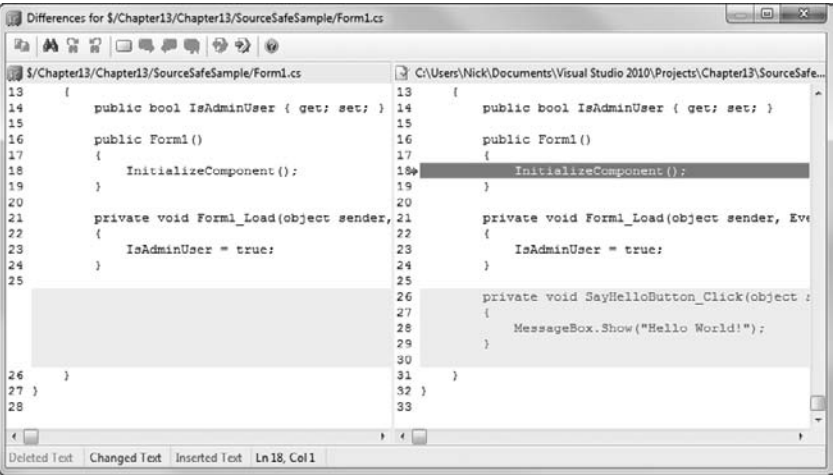 Differences for $/Chapter13/Chapter13/SourceSafeSample/Form1.cs
$/Chapter13/Chapter13/SourceSafeSample/Form1.cs
13 {
14 public bool IsAdminUser { get; set; }
15
16 public Form1()
17 {
18 InitializeComponent();
19 }
20
21 private void Form1_Load(object sender,
22 {
23 IsAdminUser = true;
24 }
25
26 }
27 }
28
C:\Users\Nick\Documents\Visual Studio 2010\Projects\Chapter13\SourceSafe...
13 {
14 public bool IsAdminUser { get; set; }
15
16 public Form1()
17 {
18 InitializeComponent();
19 }
20
21 private void Form1_Load(object sender, Eve
22 {
23 IsAdminUser = true;
24 }
25
26 private void SayHelloButton_Click(object
27 {
28 MessageBox.Show("Hello World!");
29 }
30
31 }
32 }
33
Deleted Text Changed Text Inserted Text Ln 18, Col 1